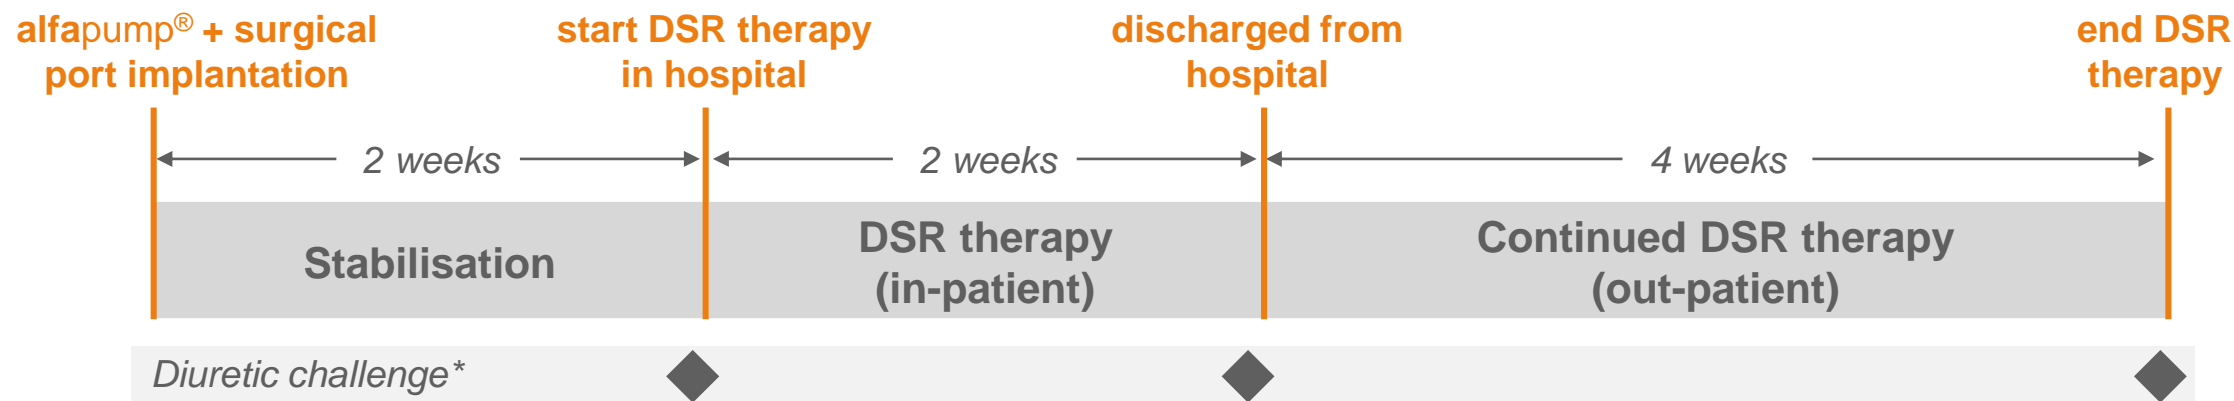 alfapump® + surgical
port implantation
start DSR therapy
in hospital
discharged from
hospital
end DSR
therapy
2 weeks
2 weeks
4 weeks
Stabilisation
DSR therapy
(in-patient)
Continued DSR therapy
(out-patient)
Diuretic challenge*